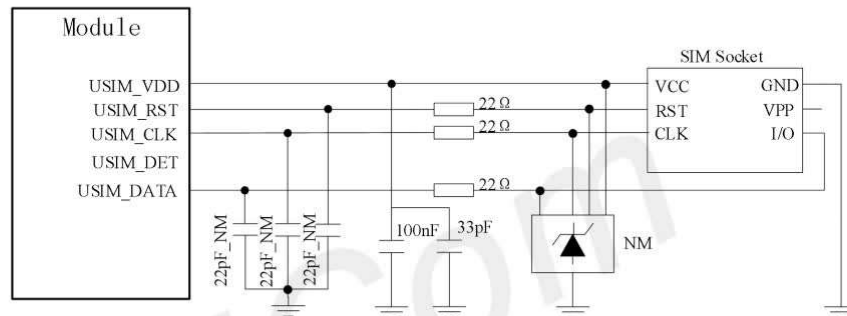 Module
SIM Socket
USIM_VDD
VCC
GND
USIM_RST
22Ω
RST
VPP
USIM_CLK
22Ω
CLK
I/O
USIM_DET
USIM_DATA
22Ω
22pF_NM
22pF_NM
22pF_NM
100nF
33pF
NM